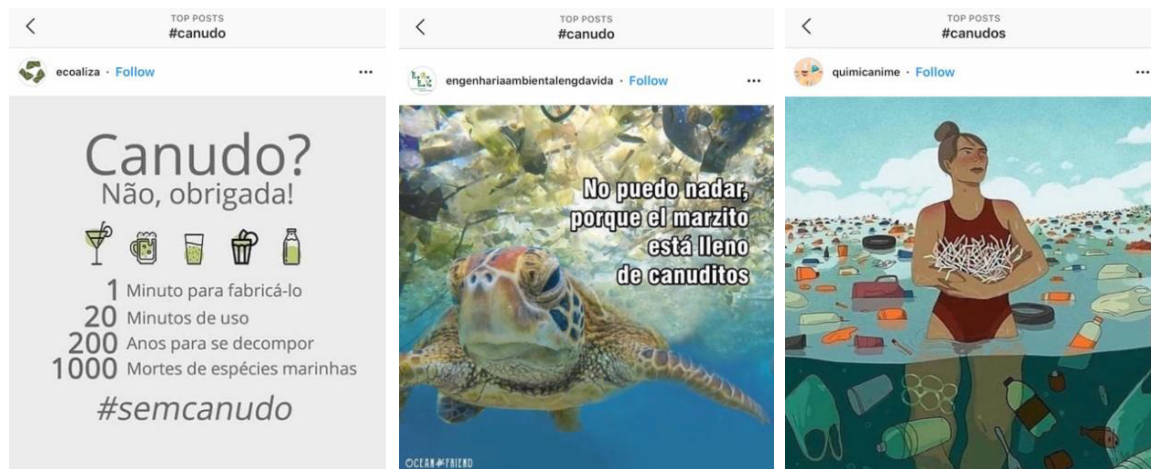 TOP POSTS
#canudo
ecoaliza · Follow
Canudo?
Não, obrigada!
1 Minuto para fabricá-lo
20 Minutos de uso
200 Anos para se decompor
1000 Mortes de espécies marinhas
#semcanudo
TOP POSTS
#canudo
engenhariaambientalengdavida · Follow
No puedo nadar,
porque el marzito
está lleno
de canuditos
OCEAN FRIEND
TOP POSTS
#canudos
quimicanime · Follow